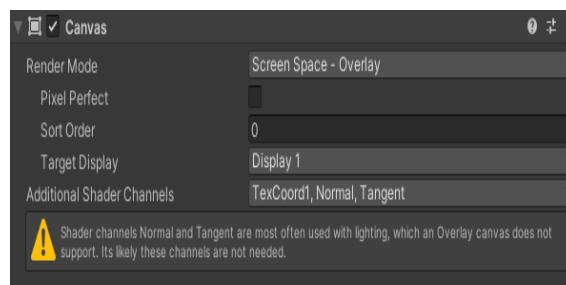 Canvas
Render Mode Screen Space - Overlay
Pixel Perfect
Sort Order 0
Target Display Display 1
Additional Shader Channels TexCoord1, Normal, Tangent
Shader channels Normal and Tangent are most often used with lighting, which an Overlay canvas does not
support. Its likely these channels are not needed.